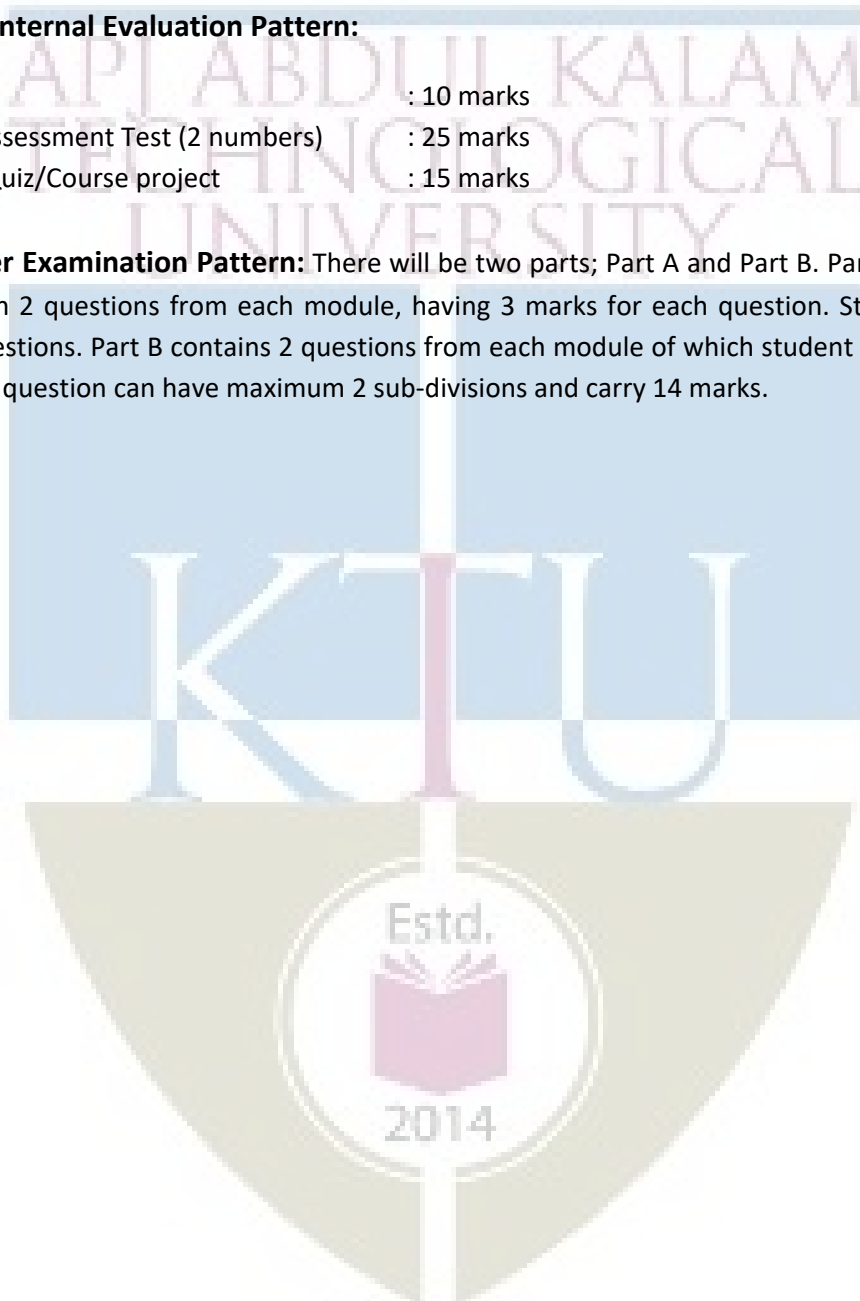 nternal Evaluation Pattern:
APJ ABDUL KALAM
: 10 marks
ssessment Test (2 numbers) : 25 marks
TECHNOLOGICAL
uiz/Course project : 15 marks
UNIVERSITY
er Examination Pattern: There will be two parts; Part A and Part B. Par
n 2 questions from each module, having 3 marks for each question. St
estions. Part B contains 2 questions from each module of which student
question can have maximum 2 sub-divisions and carry 14 marks.
KTU
Estd.
2014